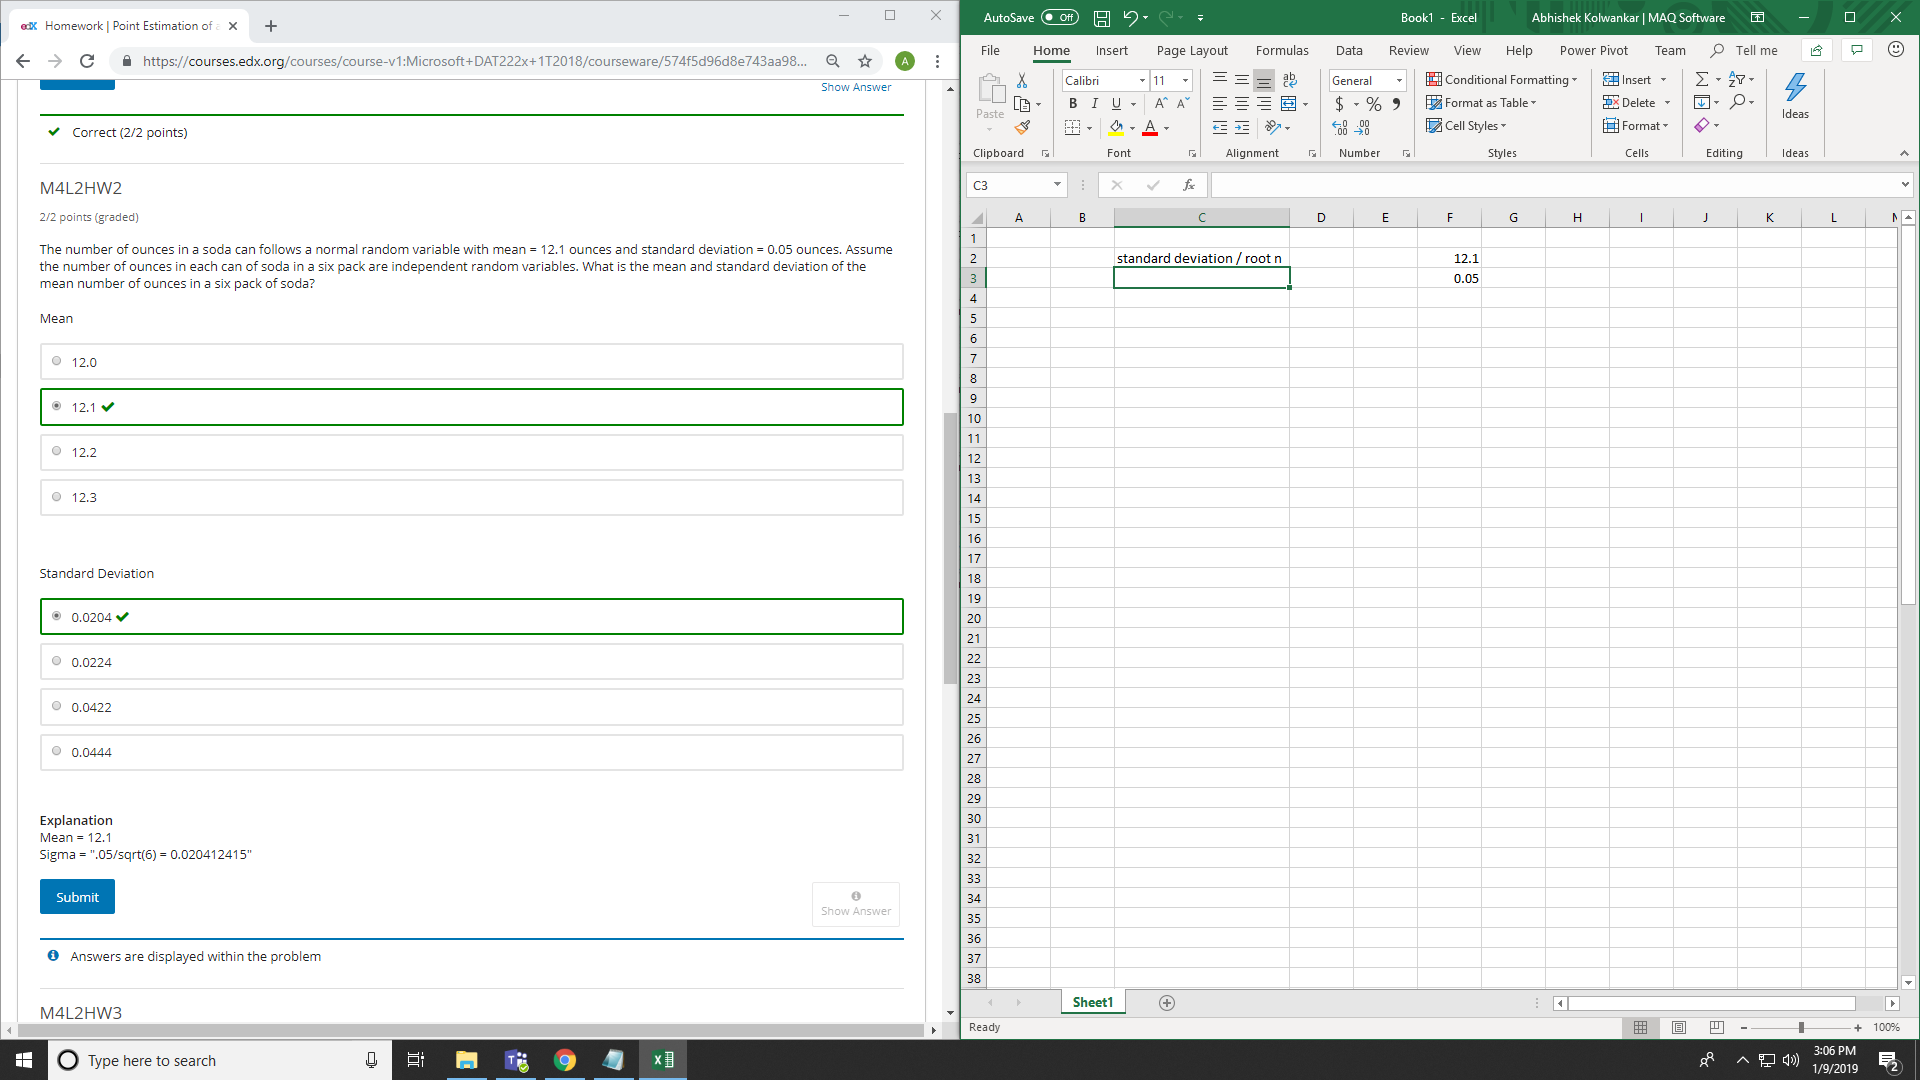 edX Homework | Point Estimation of a
https://courses.edx.org/courses/course-v1:Microsoft+DAT222x+1T2018/courseware/574f5d96d8e743aa98...
A
Show Answer
Correct (2/2 points)
M4L2HW2
2/2 points (graded)
The number of ounces in a soda can follows a normal random variable with mean = 12.1 ounces and standard deviation = 0.05 ounces. Assume
the number of ounces in each can of soda in a six pack are independent random variables. What is the mean and standard deviation of the
mean number of ounces in a six pack of soda?
Mean
12.0
12.1
12.2
12.3
Standard Deviation
0.0204
0.0224
0.0422
0.0444
Explanation
Mean = 12.1
Sigma = ".05/sqrt(6) = 0.020412415"
Submit
Show Answer
Answers are displayed within the problem
M4L2HW3
AutoSave Off
Book1 - Excel
Abhishek Kolwankar | MAQ Software
File Home Insert Page Layout Formulas Data Review View Help Power Pivot Team Tell me
Paste
Calibri 11
B I U A A
A
ab
General
$ % 9
Conditional Formatting
Format as Table
Cell Styles
Insert
Delete
Format
Ideas
Clipboard Font Alignment Number Styles Cells Editing Ideas
C3
fx
A B C D E F G H I J K L
1
2 standard deviation / root n 12.1
3 0.05
4
5
6
7
8
9
10
11
12
13
14
15
16
17
18
19
20
21
22
23
24
25
26
27
28
29
30
31
32
33
34
35
36
37
38
Sheet1
Ready
100%
Type here to search
3:06 PM
1/9/2019
2